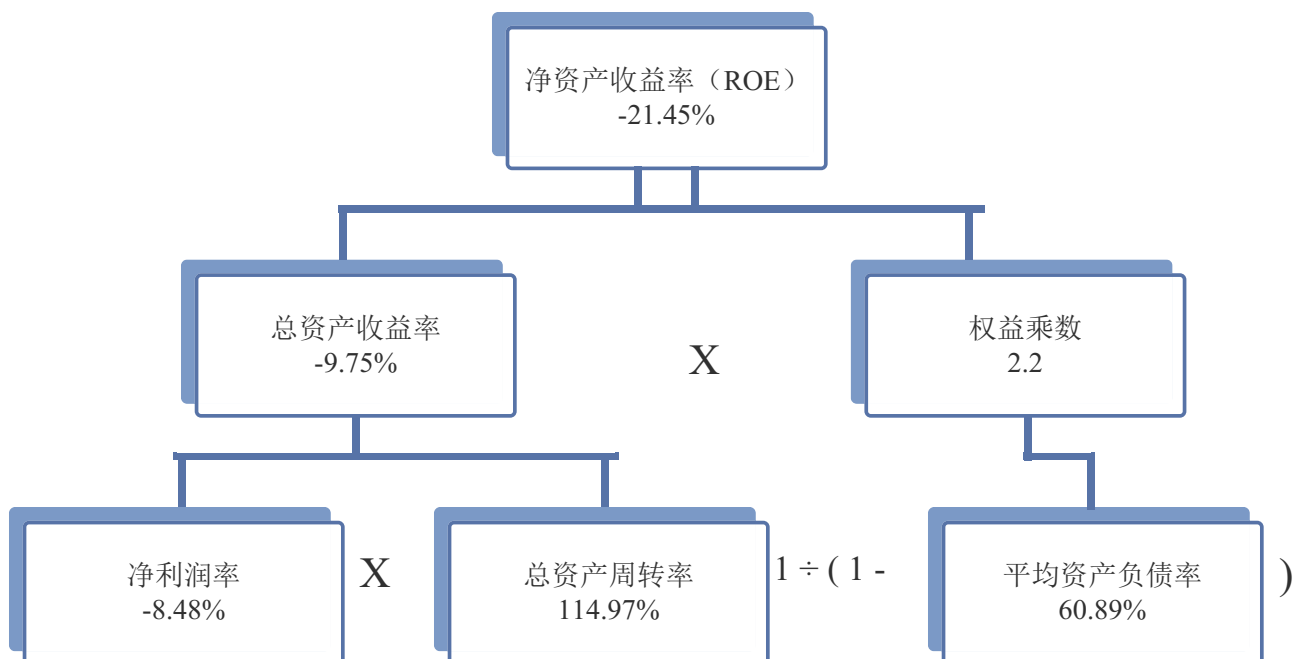 净资产收益率（ROE）
-21.45%
总资产收益率
-9.75%
X
权益乘数
2.2
净利润率
-8.48%
X
总资产周转率
114.97%
1 ÷ ( 1 -
平均资产负债率
60.89%
)